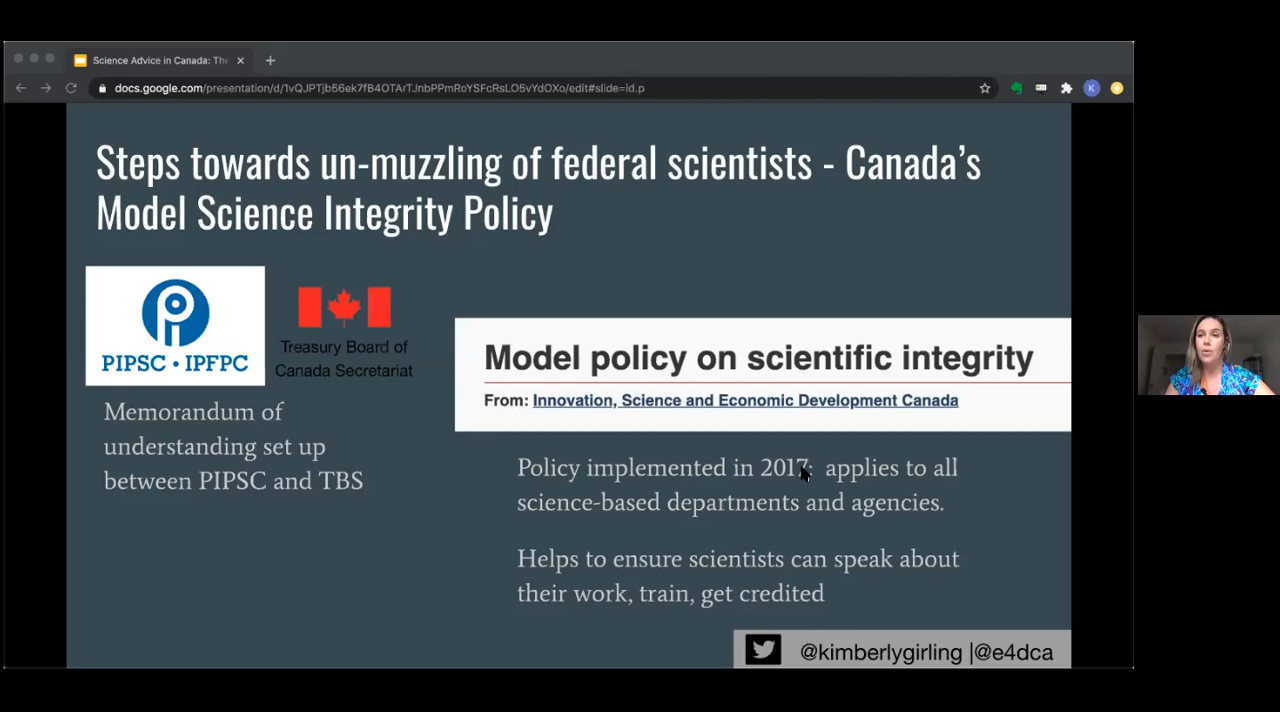 Science Advice in Canada: The
docs.google.com/presentation/d/1vQJPTjb56ek7fB4OTArTJnbPPmRoYSFcRsLO5vYdOXo/edit#slide=id.p
K
Steps towards un-muzzling of federal scientists - Canada's
Model Science Integrity Policy
PIPSC • IPFPC
Treasury Board of
Canada Secretariat
Memorandum of
understanding set up
between PIPSC and TBS
Model policy on scientific integrity
From: Innovation, Science and Economic Development Canada
Policy implemented in 2017: applies to all
science-based departments and agencies.
Helps to ensure scientists can speak about
their work, train, get credited
@kimberlygirling |@e4dca